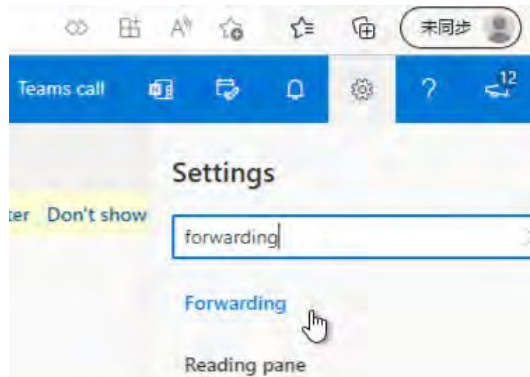 未同步
Teams call
12
Settings
ter Don't show
forwarding
Forwarding
Reading pane